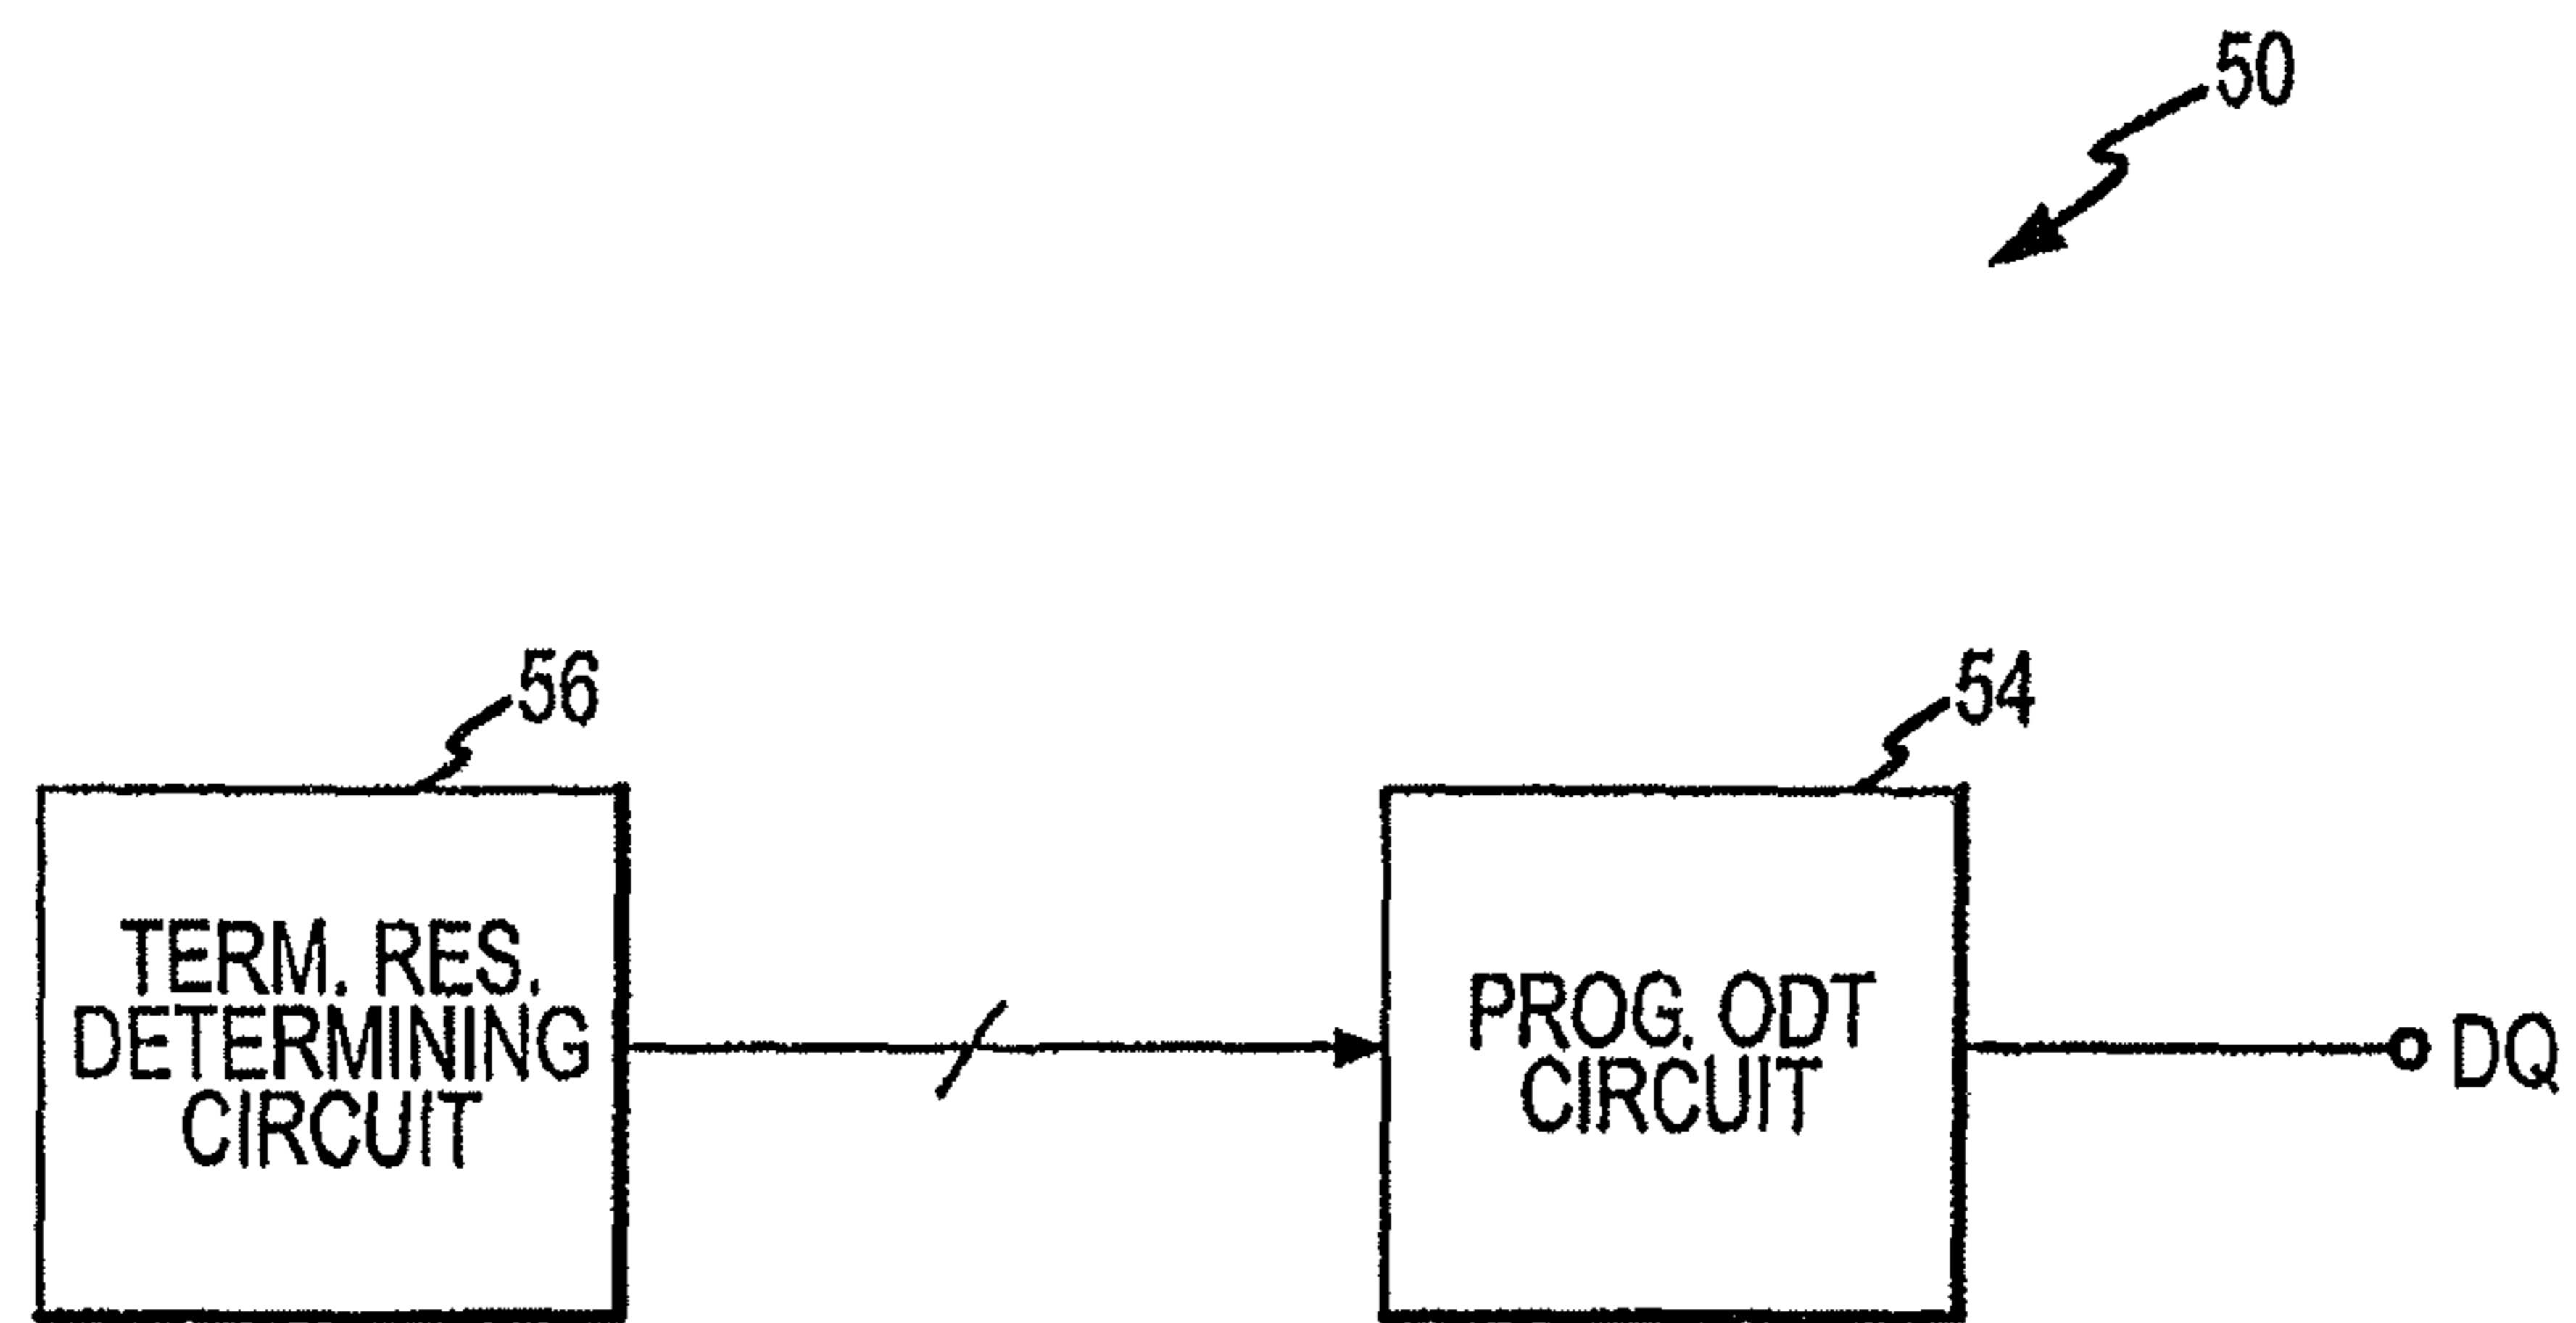 50
56
54
TERM. RES.
DETERMINING
CIRCUIT
PROG. ODT
CIRCUIT
DQ